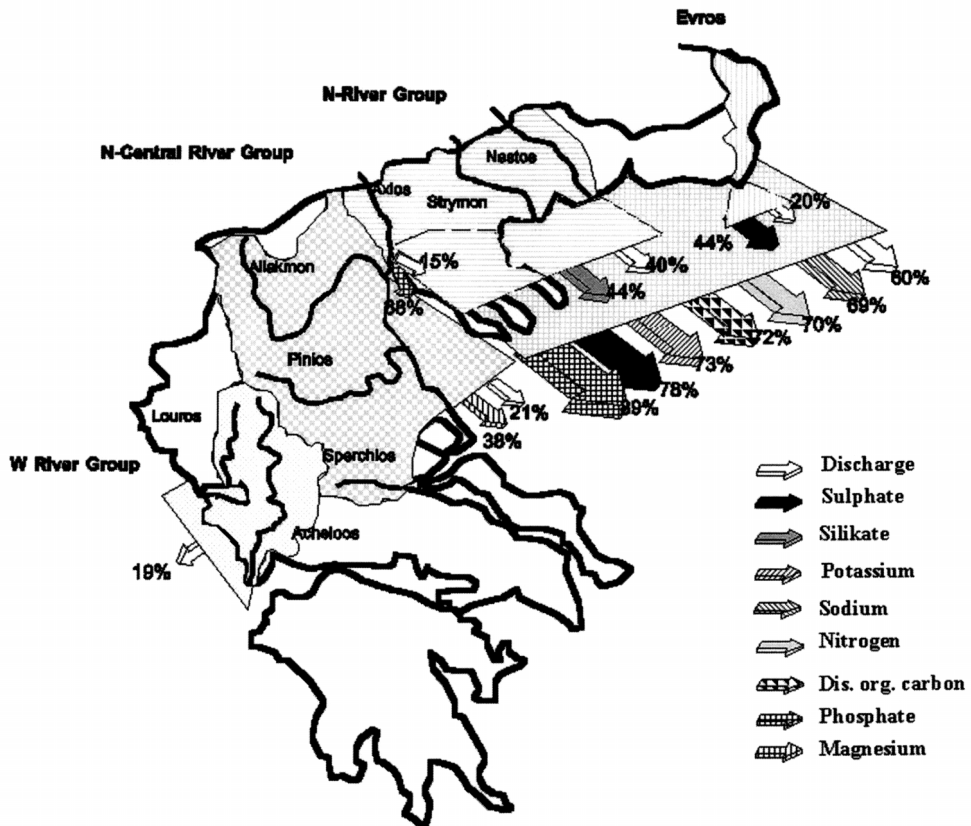 Evros
N-River Group
N-Central River Group
Nestos
Axios
Strymon
20%
44%
Aliakmon
15%
40%
60%
44%
69%
70%
72%
Pinios
73%
78%
Louros
21%
38%
Sperchios
W River Group
Acheloos
19%
Discharge
Sulphate
Silikate
Potassium
Sodium
Nitrogen
Dis. org. carbon
Phosphate
Magnesium